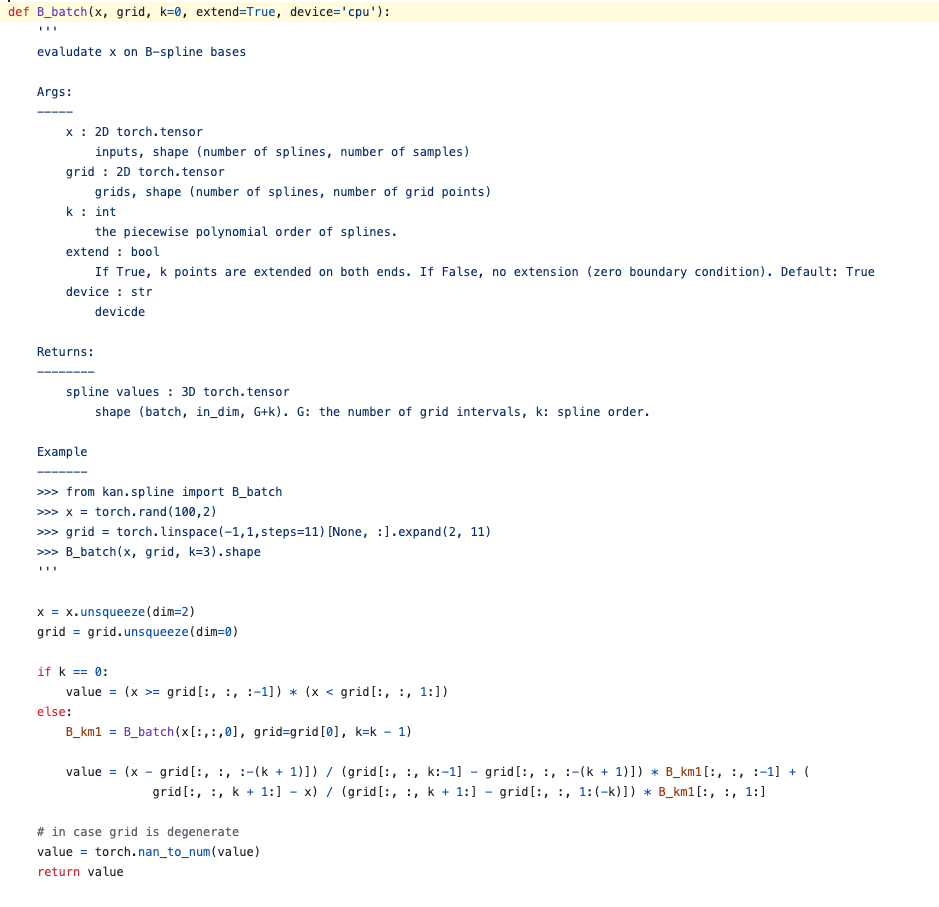 def B_batch(x, grid, k=0, extend=True, device='cpu'):
    '''
    evaludate x on B-spline bases

    Args:
    -----
        x : 2D torch.tensor
            inputs, shape (number of splines, number of samples)
        grid : 2D torch.tensor
            grids, shape (number of splines, number of grid points)
        k : int
            the piecewise polynomial order of splines.
        extend : bool
            If True, k points are extended on both ends. If False, no extension (zero boundary condition). Default: True
        device : str
            devicde

    Returns:
    --------
        spline values : 3D torch.tensor
            shape (batch, in_dim, G+k). G: the number of grid intervals, k: spline order.

    Example
    -------
    >>> from kan.spline import B_batch
    >>> x = torch.rand(100,2)
    >>> grid = torch.linspace(-1,1,steps=11)[None, :].expand(2, 11)
    >>> B_batch(x, grid, k=3).shape
    '''

    x = x.unsqueeze(dim=2)
    grid = grid.unsqueeze(dim=0)

    if k == 0:
        value = (x >= grid[:, :, :-1]) * (x < grid[:, :, 1:])
    else:
        B_km1 = B_batch(x[:,:,0], grid=grid[0], k=k - 1)

        value = (x - grid[:, :, :-(k + 1)]) / (grid[:, :, k:-1] - grid[:, :, :-(k + 1)]) * B_km1[:, :, :-1] + (
                    grid[:, :, k + 1:] - x) / (grid[:, :, k + 1:] - grid[:, :, 1:(-k)]) * B_km1[:, :, 1:]

    # in case grid is degenerate
    value = torch.nan_to_num(value)
    return value